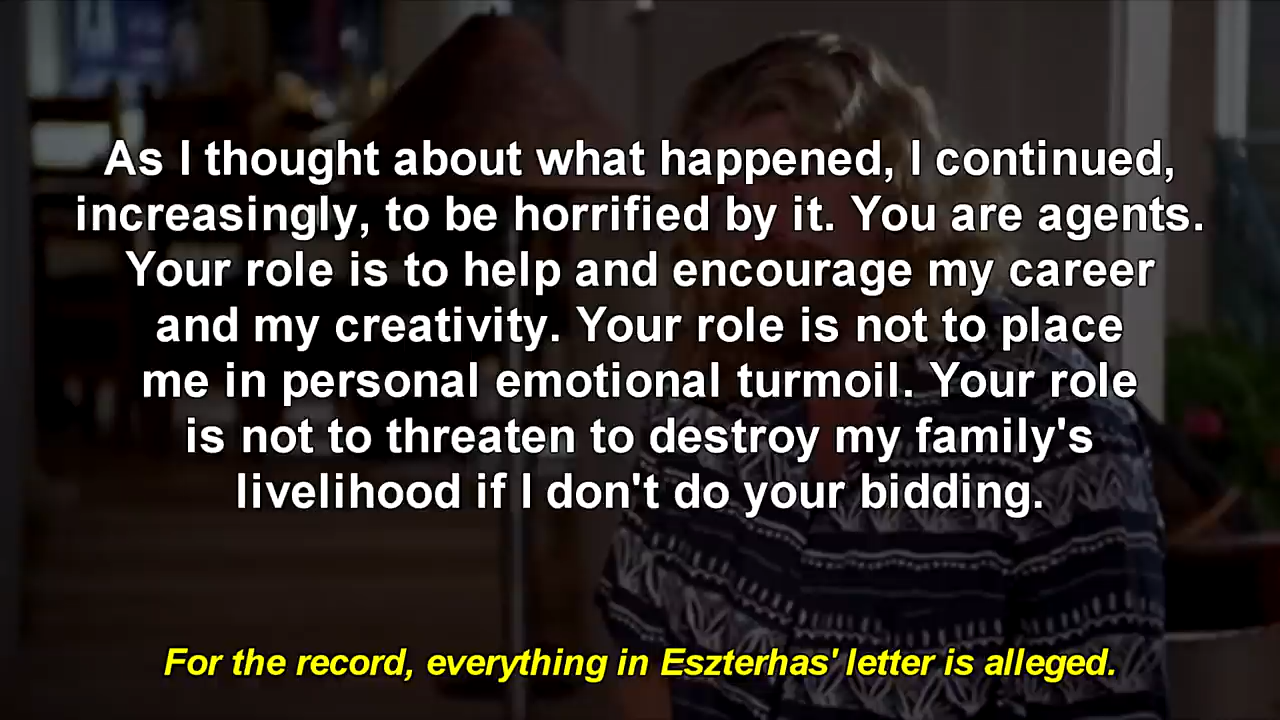 As I thought about what happened, I continued,
increasingly, to be horrified by it. You are agents.
Your role is to help and encourage my career
and my creativity. Your role is not to place
me in personal emotional turmoil. Your role
is not to threaten to destroy my family's
livelihood if I don't do your bidding.
For the record, everything in Eszterhas' letter is alleged.